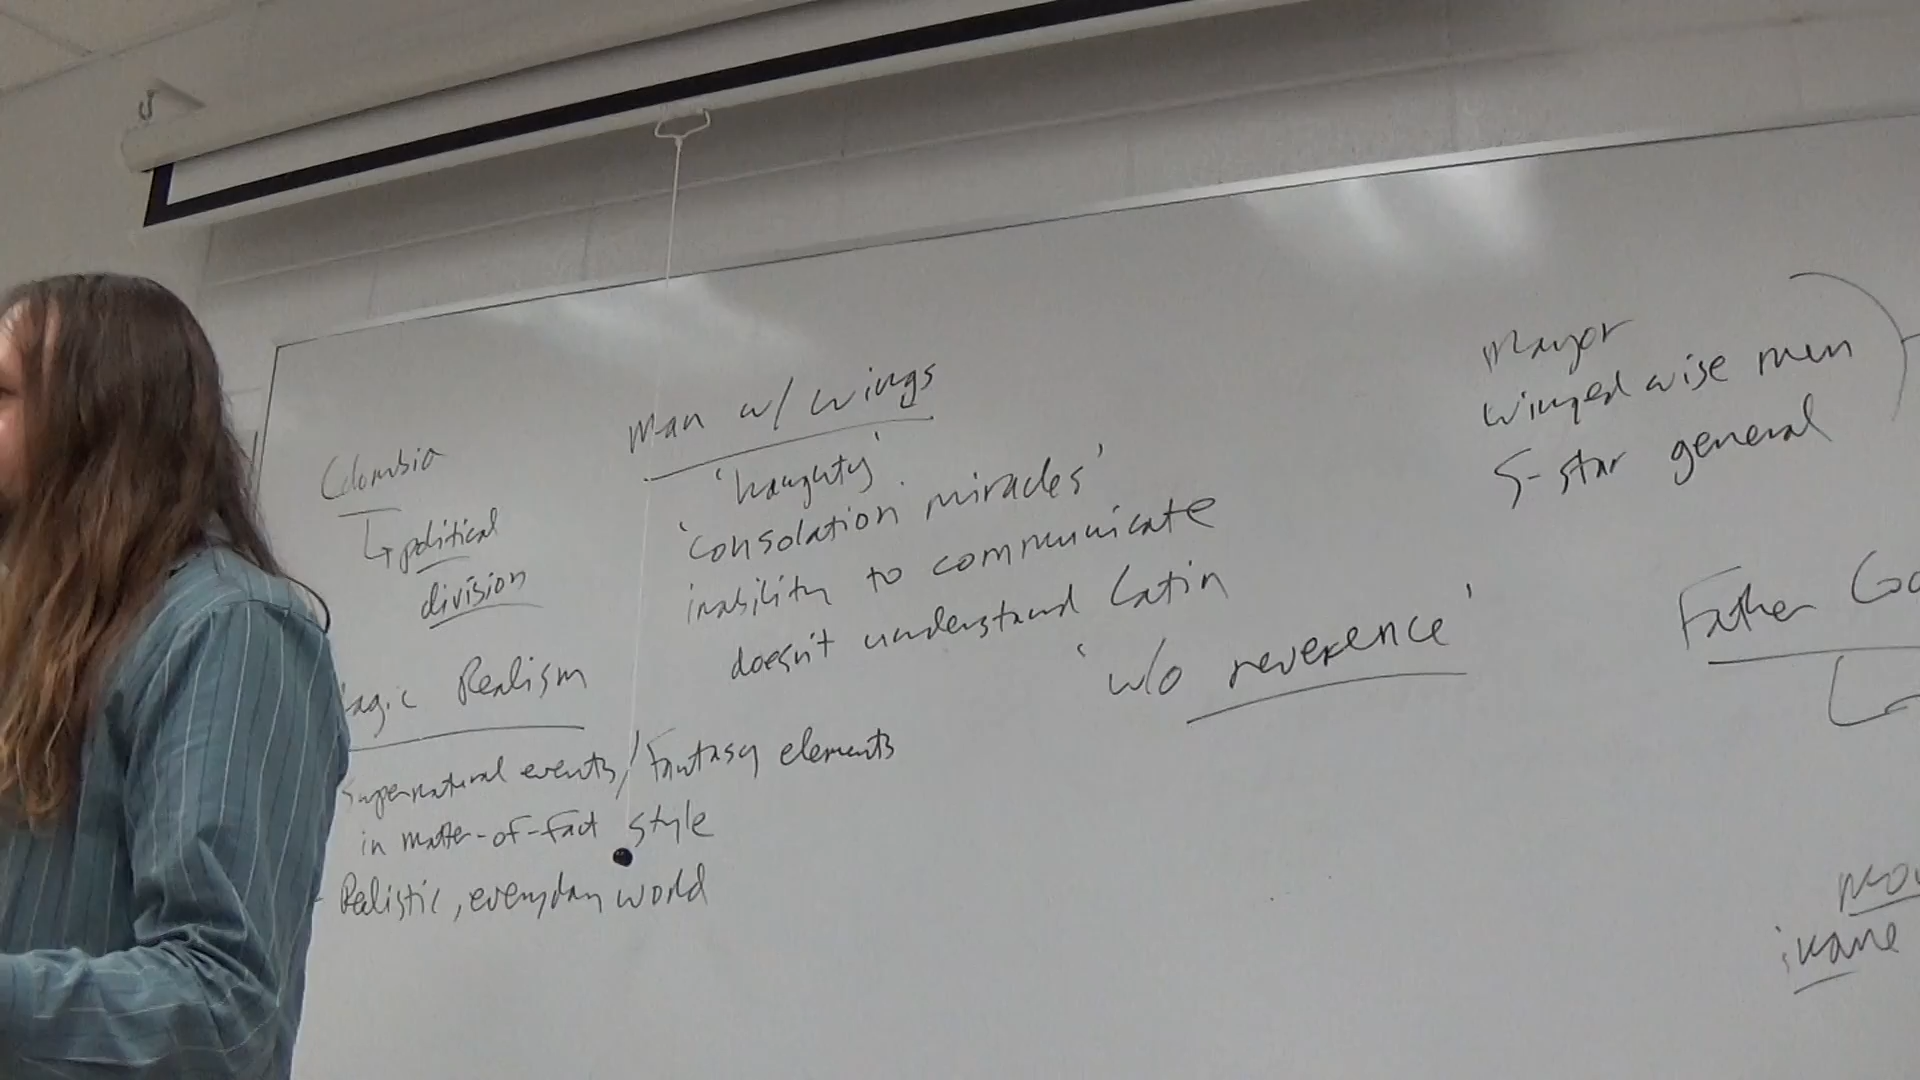 Colombia
↳ political
division
Magic Realism
Supernatural events/Fantasy elements
in matter-of-fact style
- Realistic, everyday world
Man w/ wings
'haughty'
'consolation miracles'
inability to communicate
doesn't understand Latin
'w/o reverence'
Mayor
winged wise men
5-star general
Father